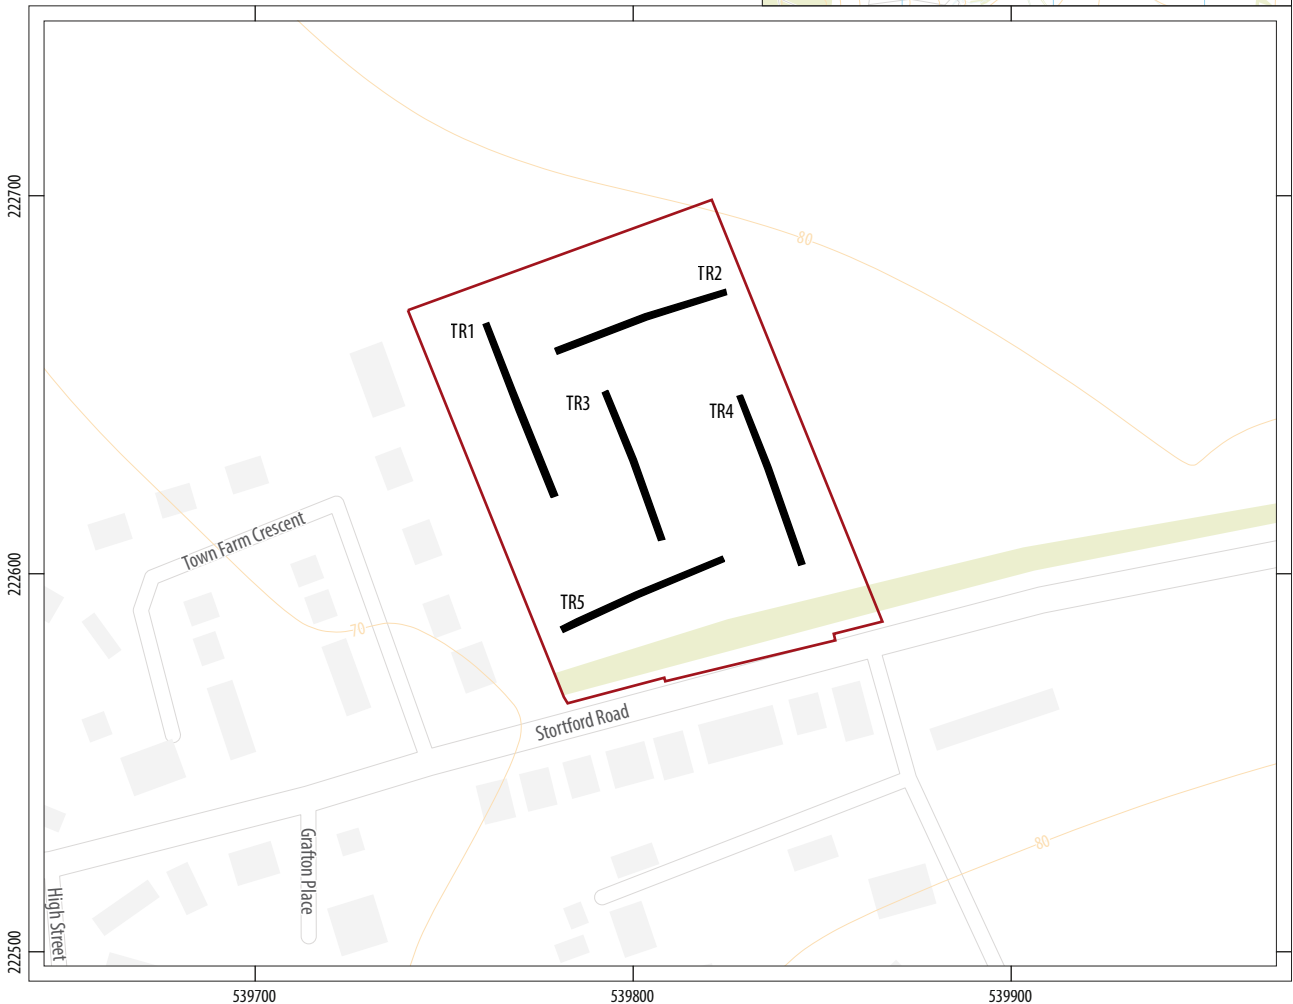 222700
80
TR2
TR1
TR3
TR4
Town Farm Crescent
222600
TR5
70
Stortford Road
80
Grafton Place
High Street
222500
539700
539800
539900